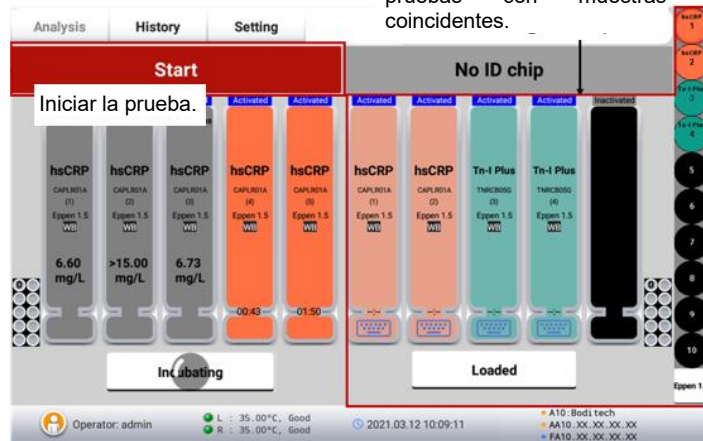 pruebas con muestras
coincidentes.
Analysis History Setting
Start
No ID chip
Iniciar la prueba.
Activated Activated Activated Activated Activated Activated Inactivated
hsCRP hsCRP hsCRP hsCRP hsCRP hsCRP hsCRP Tn-I Plus Tn-I Plus
CAPLR01A CAPLR01A CAPLR01A CAPLR01A CAPLR01A CAPLR01A CAPLR01A TNRCB05G TNRCB05G
(1) (2) (3) (4) (5) (1) (2) (3) (4)
Eppen 1.5 Eppen 1.5 Eppen 1.5 Eppen 1.5 Eppen 1.5 Eppen 1.5 Eppen 1.5 Eppen 1.5 Eppen 1.5
WB WB WB WB WB WB WB WB WB
6.60 >15.00 6.73
mg/L mg/L mg/L
00:43 01:50 --:-- --:-- --:-- --:--
0 0
Incubating
Loaded
hsCRP
1
hsCRP
2
Tn-I Plus
3
Tn-I Plus
4
5
6
7
8
9
10
Eppen 1.
Operator: admin
L : 35.00°C, Good
R : 35.00°C, Good
2021.03.12 10:09:11
A10:Boditech
AA10.XX.XX.XX.XX
FA10.XX.XX.XX.XX